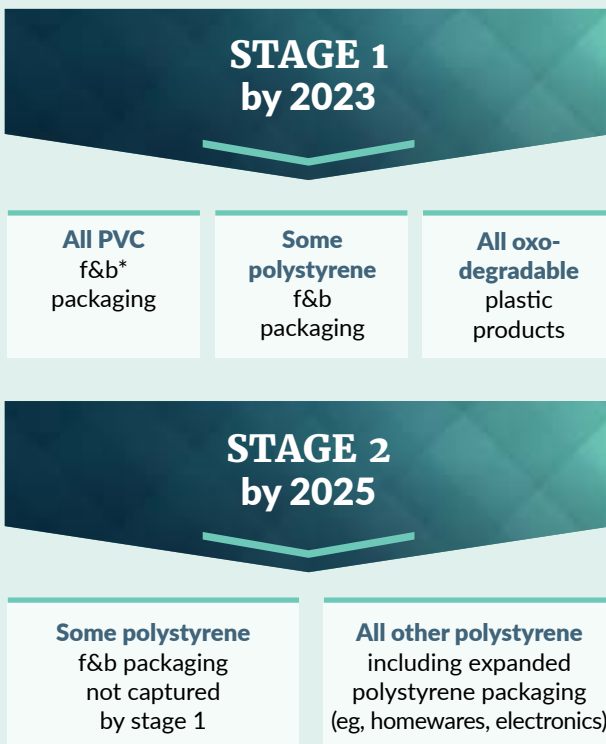 STAGE 1
by 2023
All PVC
f&b*
packaging
Some
polystyrene
f&b
packaging
All oxo-
degradable
plastic
products
STAGE 2
by 2025
Some polystyrene
f&b packaging
not captured
by stage 1
All other polystyrene
including expanded
polystyrene packaging
(eg, homewares, electronics)